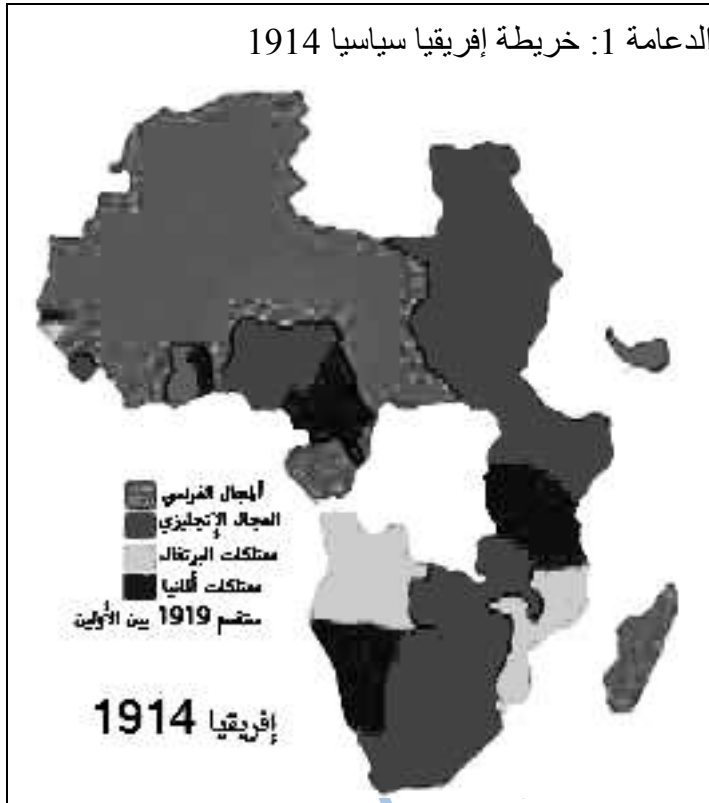 الدعامة 1: خريطة إفريقيا سياسيا 1914
المجال الفرنسي
المجال الإنجليزي
ممتلكات البرتغال
ممتلكات ألمانيا
ستقسم 1919 بين الأولين
إفريقيا 1914